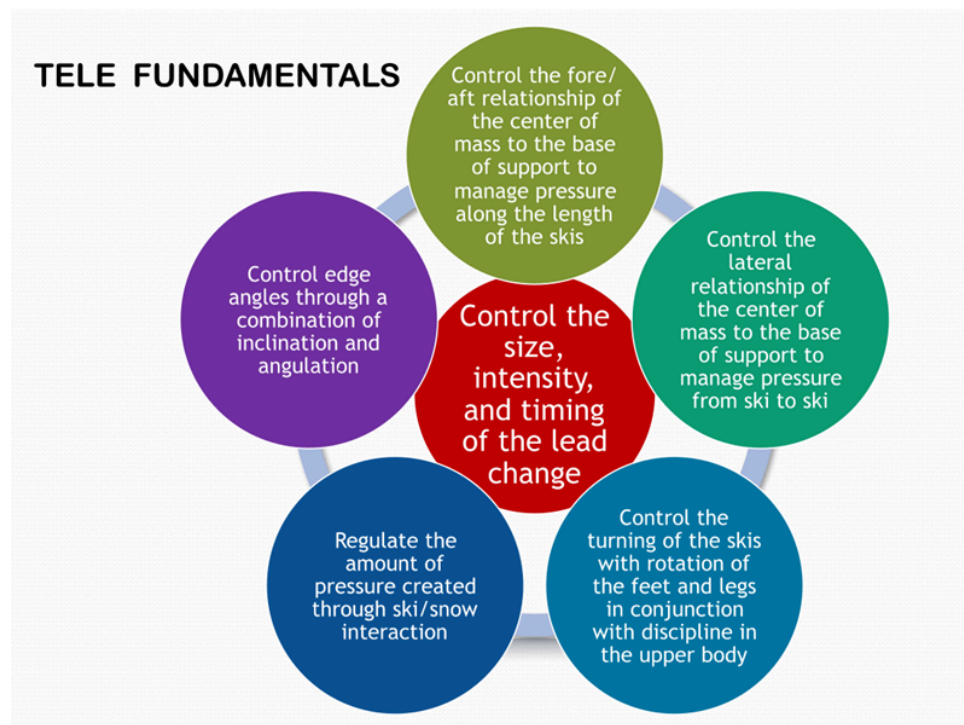 TELE FUNDAMENTALS
Control the fore/
aft relationship of
the center of
mass to the base
of support to
manage pressure
along the length
of the skis
Control the
lateral
relationship of
the center of
mass to the base
of support to
manage pressure
from ski to ski
Control the
turning of the skis
with rotation of
the feet and legs
in conjunction
with discipline in
the upper body
Regulate the
amount of
pressure created
through ski/snow
interaction
Control edge
angles through a
combination of
inclination and
angulation
Control the
size,
intensity,
and timing
of the lead
change